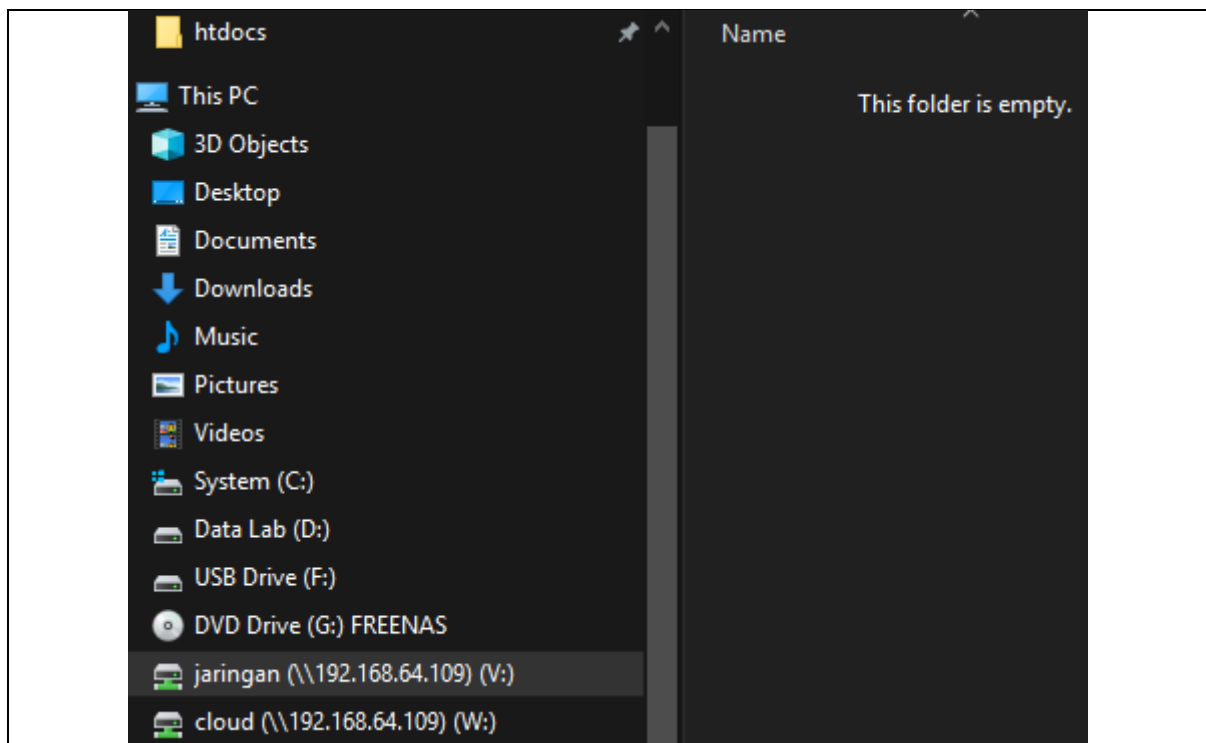 htdocs
Name
This PC
This folder is empty.
3D Objects
Desktop
Documents
Downloads
Music
Pictures
Videos
System (C:)
Data Lab (D:)
USB Drive (F:)
DVD Drive (G:) FREENAS
jaringan (\\192.168.64.109) (V:)
cloud (\\192.168.64.109) (W:)